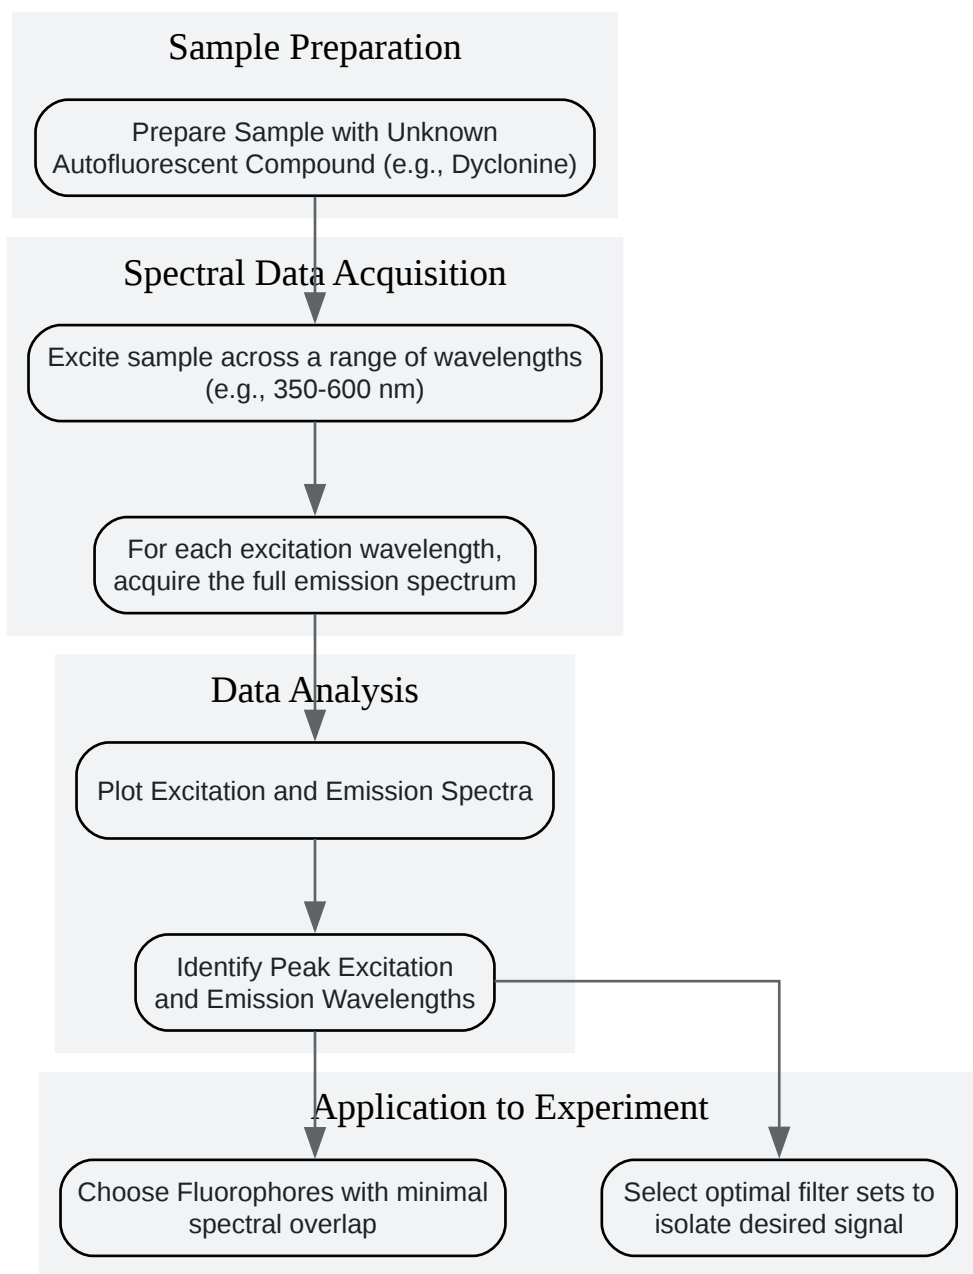 Sample Preparation
Prepare Sample with Unknown
Autofluorescent Compound (e.g., Dyclonine)
Spectral Data Acquisition
Excite sample across a range of wavelengths
(e.g., 350-600 nm)
For each excitation wavelength,
acquire the full emission spectrum
Data Analysis
Plot Excitation and Emission Spectra
Identify Peak Excitation
and Emission Wavelengths
Application to Experiment
Choose Fluorophores with minimal
spectral overlap
Select optimal filter sets to
isolate desired signal